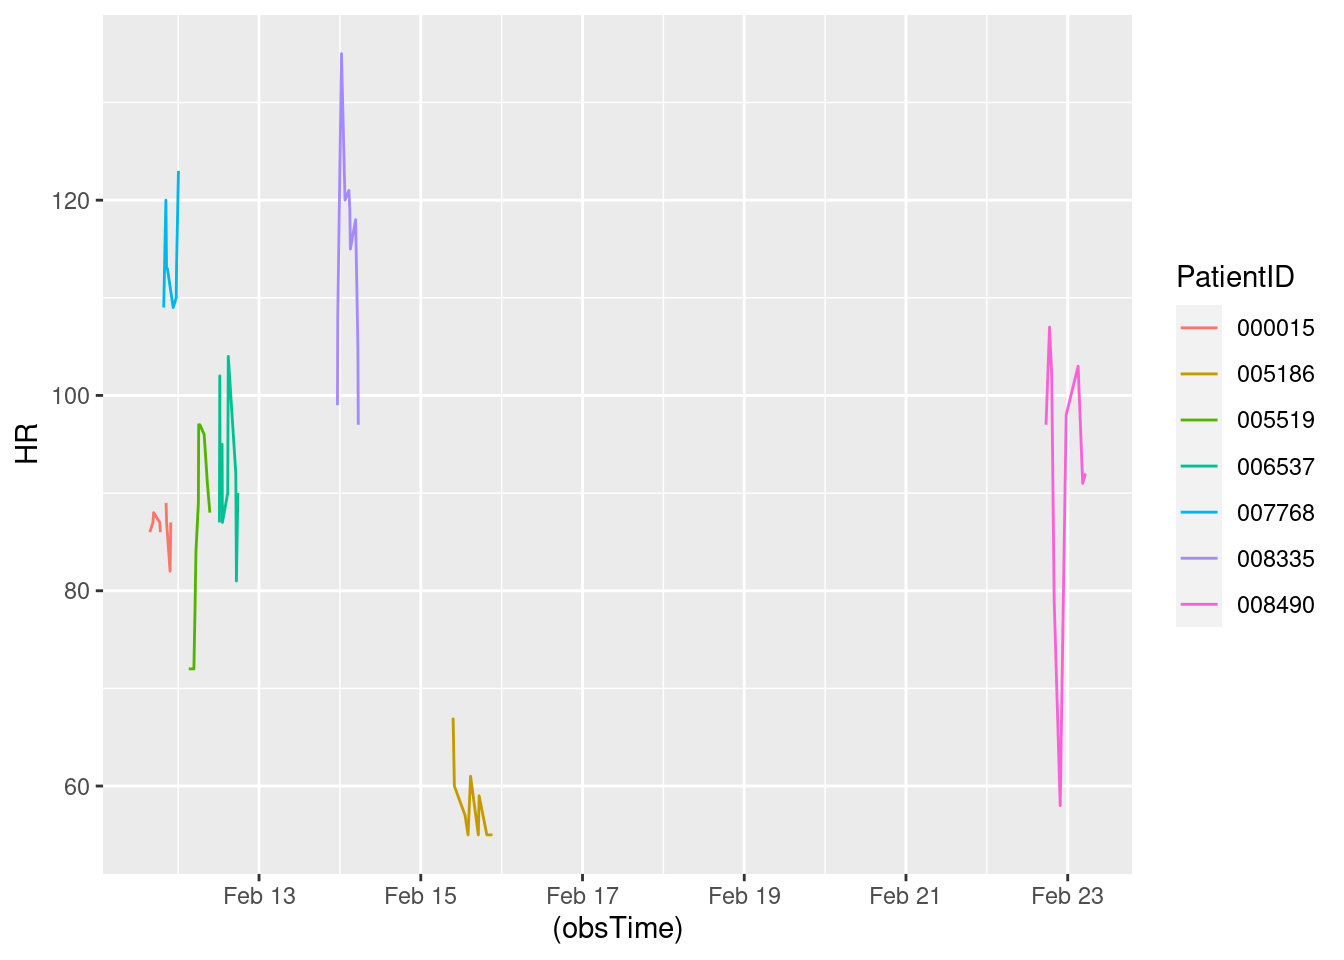 120
100
80
60
HR
Feb 13
Feb 15
Feb 17
Feb 19
Feb 21
Feb 23
(obsTime)
PatientID
000015
005186
005519
006537
007768
008335
008490